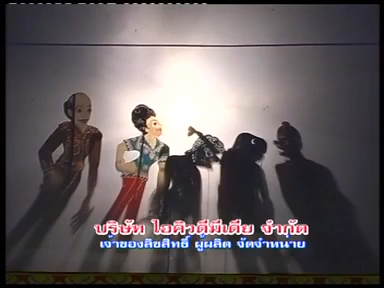 บริษัท ไอคิวดีมีเดีย จำกัด
เจ้าของลิขสิทธิ์ ผู้ผลิต จัดจำหน่าย